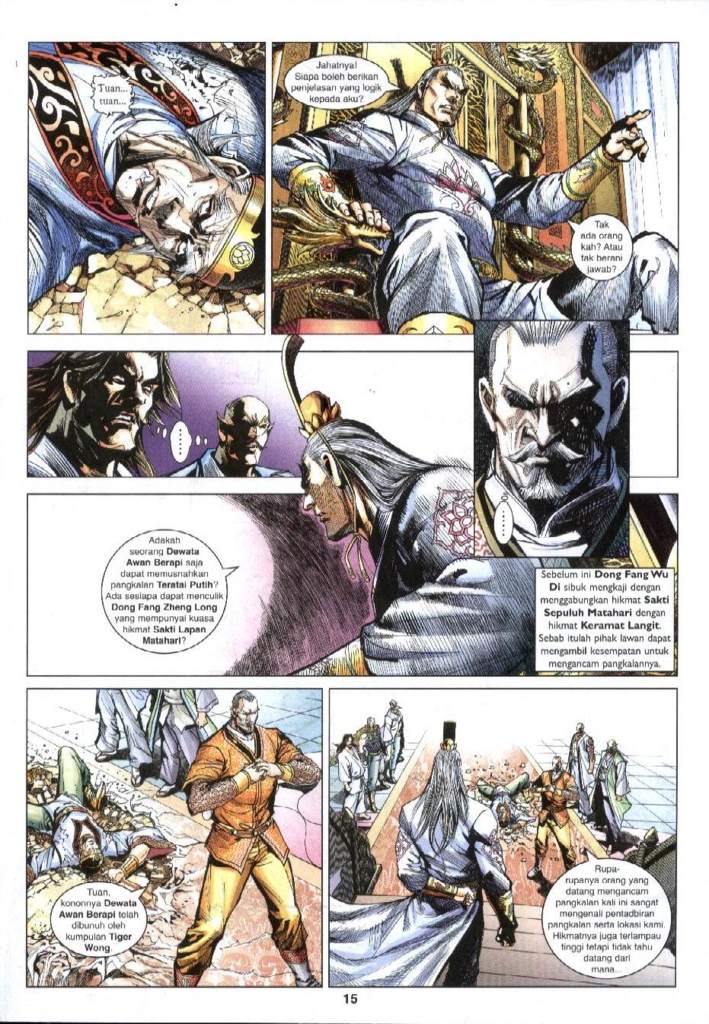 Tuan...
tuan...
Jahatnya!
Siapa boleh berikan
penjelasan yang logik
kepada aku?
Tak
ada orang
kah? Atau
tak berani
jawab?
......
......
Adakah
seorang Dewata
Awan Berapi saja
dapat memusnahkan
pangkalan Teratai Putih?
Ada sesiapa dapat menculik
Dong Fang Zheng Long
yang mempunyai kuasa
hikmat Sakti Lapan
Matahari?
Sebelum ini Dong Fang Wu
Di sibuk mengkaji dengan
menggabungkan hikmat Sakti
Sepuluh Matahari dengan
hikmat Keramat Langit.
Sebab itulah pihak lawan dapat
mengambil kesempatan untuk
mengancam pangkalannya.
Tuan,
kononnya Dewata
Awan Berapi telah
dibunuh oleh
kumpulan Tiger
Wong.
Rupa-
rupanya orang yang
datang mengancam
pangkalan kali ini sangat
mengenali pentadbiran
pangkalan serta lokasi kami.
Hikmatnya juga terlampau
tinggi tetapi tidak tahu
datang dari
mana...
15